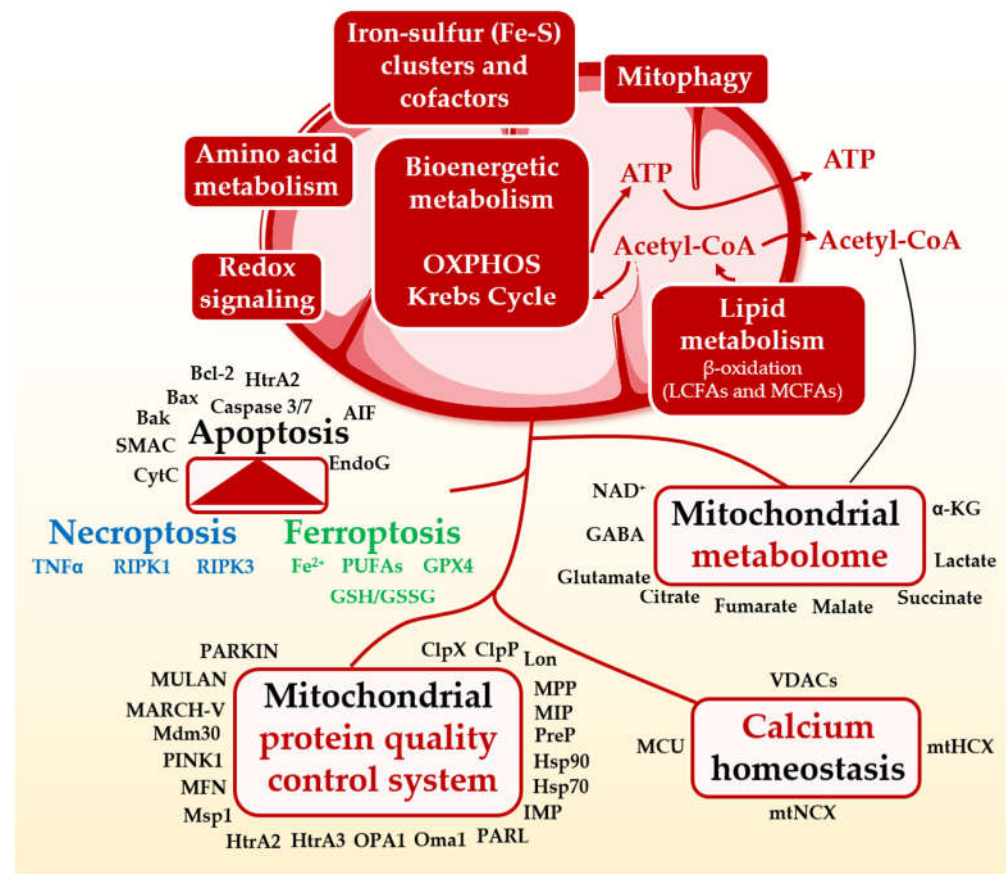 Iron-sulfur (Fe-S)
clusters and
cofactors
Mitophagy
Amino acid
metabolism
Bioenergetic
metabolism
OXPHOS
Krebs Cycle
ATP
ATP
Acetyl-CoA
Acetyl-CoA
Redox
signaling
Lipid
metabolism
β-oxidation
(LCFAs and MCFAs)
Bcl-2
HtrA2
Bax
Caspase 3/7
AIF
Bak
Apoptosis
SMAC
CytC
EndoG
Necroptosis
TNFα RIPK1 RIPK3
Ferroptosis
Fe²⁺ PUFAs GPX4
GSH/GSSG
NAD⁺
GABA
Glutamate
Citrate
Fumarate
Malate
Succinate
Lactate
α-KG
Mitochondrial
metabolome
PARKIN
MULAN
MARCH-V
Mdm30
PINK1
MFN
Msp1
HtrA2
HtrA3
OPA1
Oma1
PARL
IMP
Hsp70
Hsp90
PreP
MIP
MPP
Lon
ClpP
ClpX
Mitochondrial
protein quality
control system
VDACs
MCU
mtHCX
Calcium
homeostasis
mtNCX